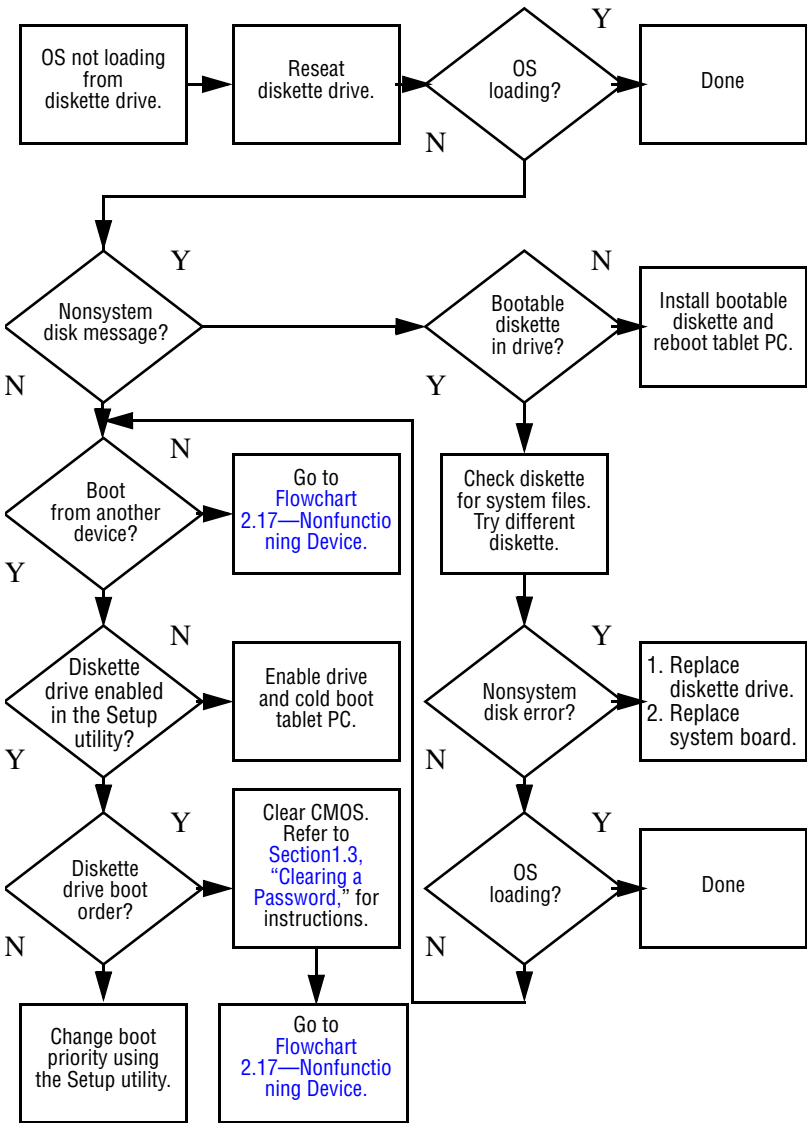 OS not loading
from
diskette drive.
Reseat
diskette drive.
OS
loading?
Y
N
Done
Nonsystem
disk message?
Y
N
Bootable
diskette
in drive?
N
Y
Install bootable
diskette and
reboot tablet PC.
Boot
from another
device?
N
Y
Go to
Flowchart
2.17—Nonfunctio
ning Device.
Check diskette
for system files.
Try different
diskette.
Diskette
drive enabled
in the Setup
utility?
N
Y
Enable drive
and cold boot
tablet PC.
Nonsystem
disk error?
Y
N
1. Replace
diskette drive.
2. Replace
system board.
Diskette
drive boot
order?
Y
N
Clear CMOS.
Refer to
Section1.3,
“Clearing a
Password,” for
instructions.
OS
loading?
Y
N
Done
Change boot
priority using
the Setup utility.
Go to
Flowchart
2.17—Nonfunctio
ning Device.